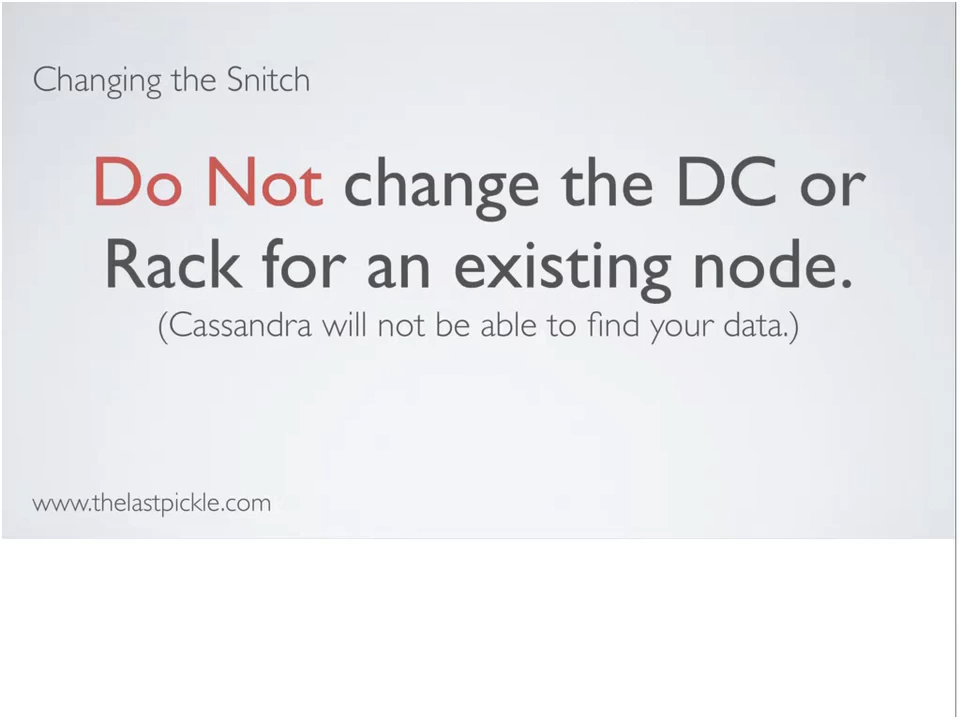 Changing the Snitch
Do Not change the DC or
Rack for an existing node.
(Cassandra will not be able to find your data.)
www.thelastpickle.com